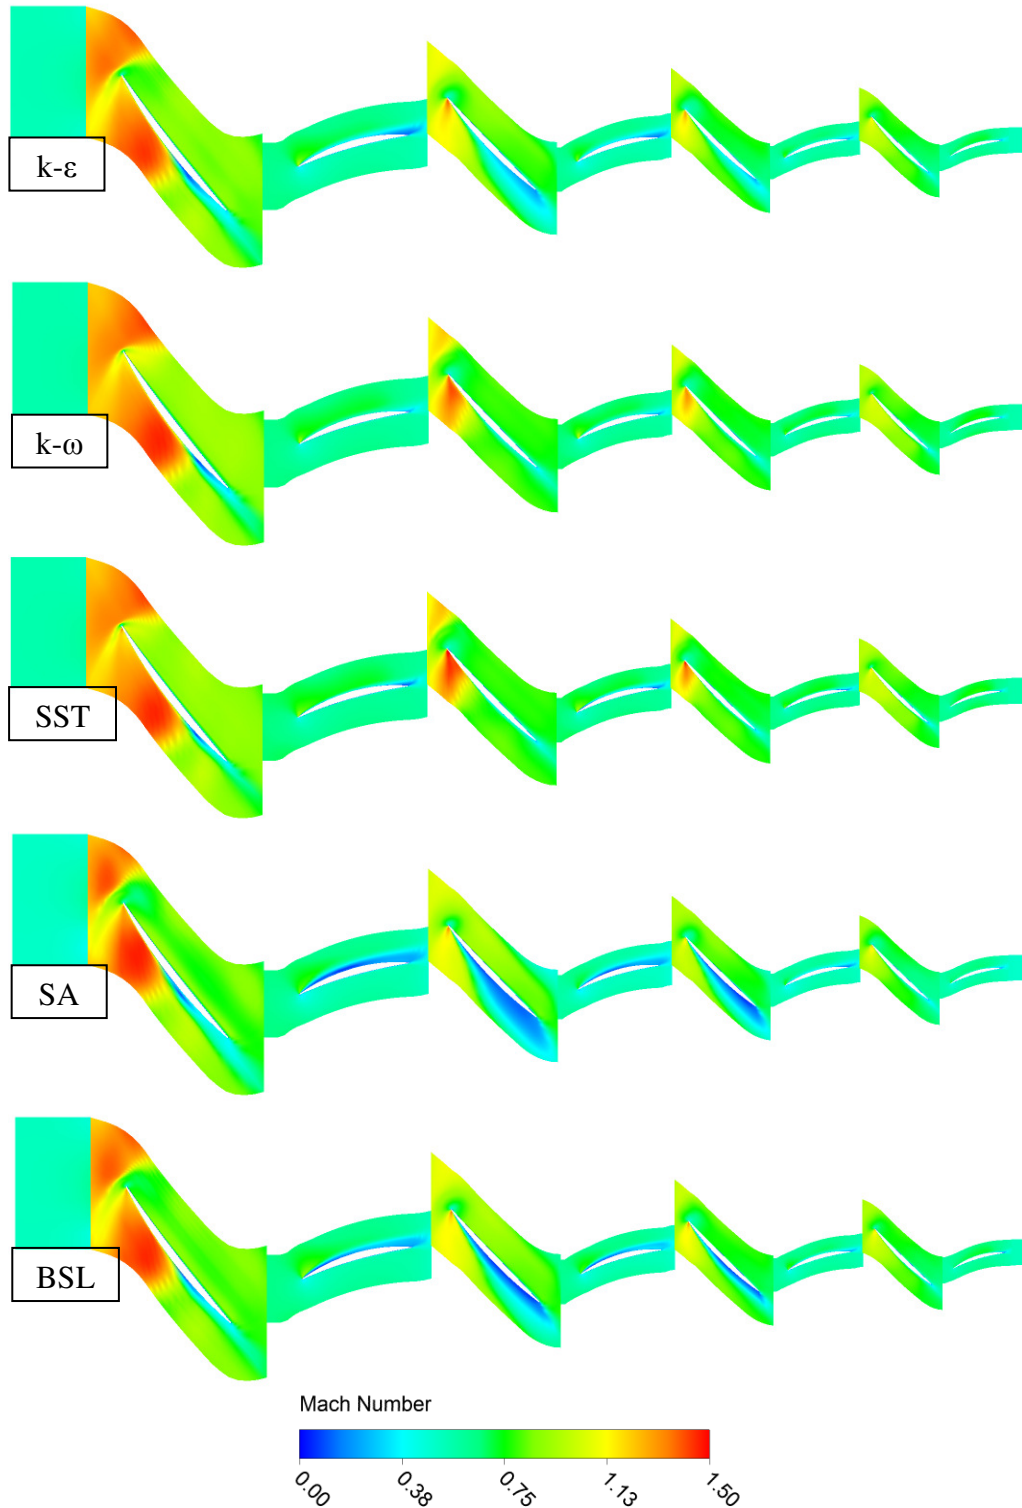 k-ε
k-ω
SST
SA
BSL
Mach Number
0.00
0.38
0.75
1.13
1.50